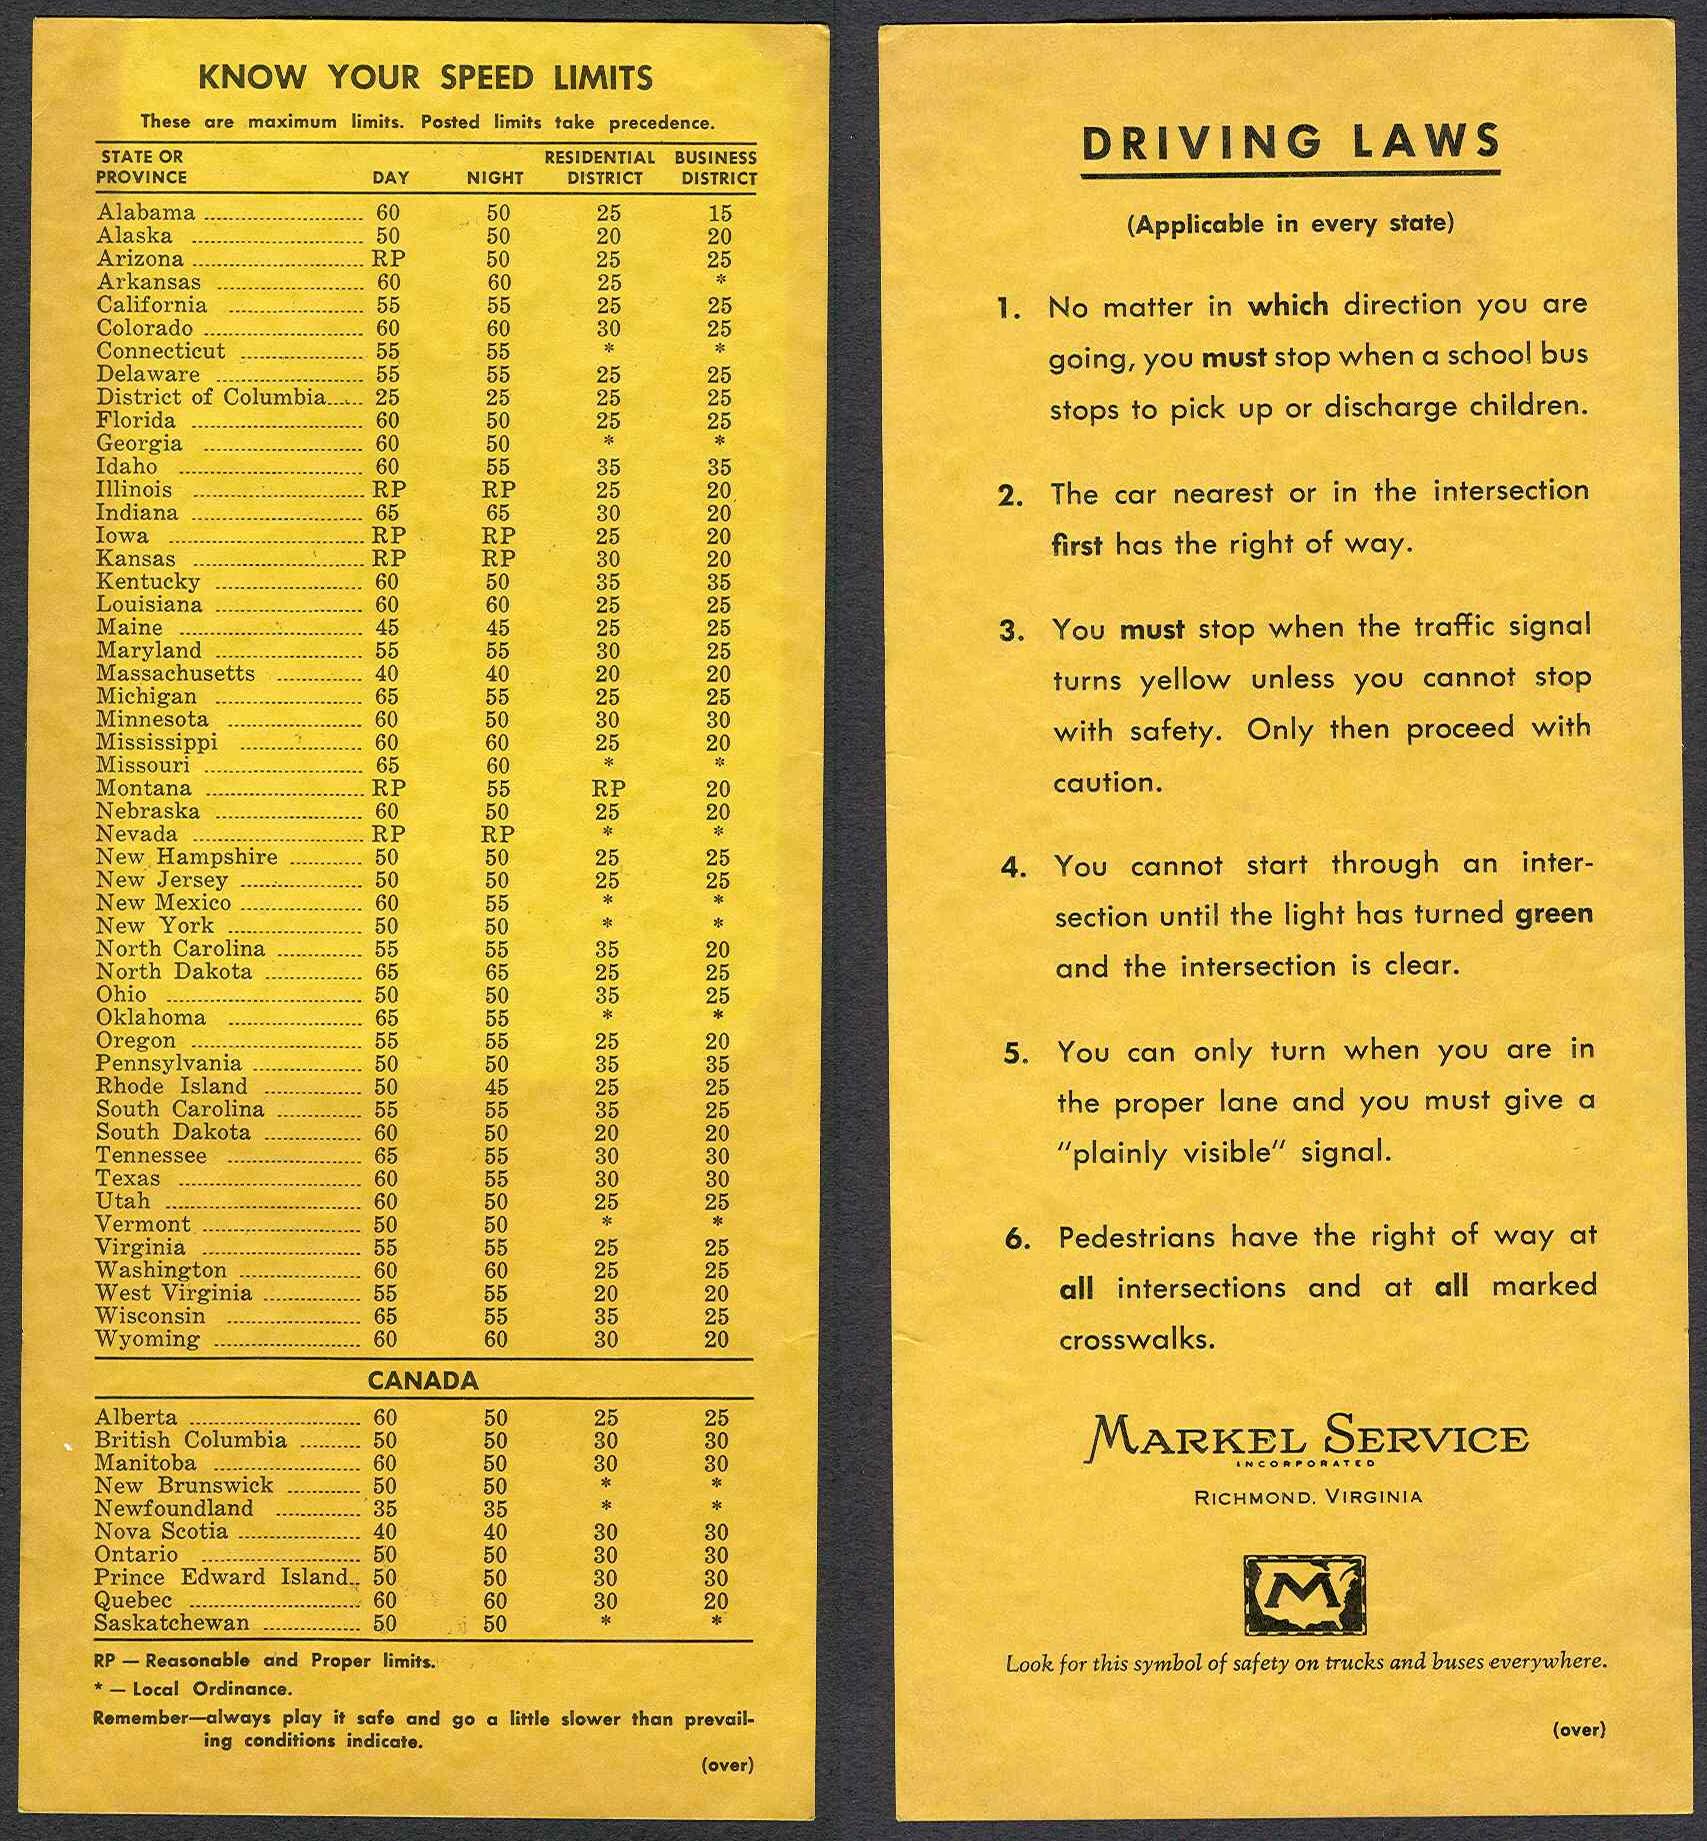 KNOW YOUR SPEED LIMITS
These are maximum limits. Posted limits take precedence.
STATE OR PROVINCE DAY NIGHT RESIDENTIAL DISTRICT BUSINESS DISTRICT
Alabama 60 50 25 15
Alaska 50 50 20 20
Arizona RP 50 25 25
Arkansas 60 60 25 *
California 55 55 25 25
Colorado 60 60 30 25
Connecticut 55 55 * *
Delaware 55 55 25 25
District of Columbia 25 25 25 25
Florida 60 50 25 25
Georgia 60 50 * *
Idaho 60 55 35 35
Illinois RP RP 25 20
Indiana 65 65 30 20
Iowa RP RP 25 20
Kansas RP RP 30 20
Kentucky 60 50 35 35
Louisiana 60 60 25 25
Maine 45 45 25 25
Maryland 55 55 30 25
Massachusetts 40 40 20 20
Michigan 65 55 25 25
Minnesota 60 50 30 30
Mississippi 60 60 25 20
Missouri 65 60 * *
Montana RP 55 RP 20
Nebraska 60 50 25 20
Nevada RP RP * *
New Hampshire 50 50 25 25
New Jersey 50 50 25 25
New Mexico 60 55 * *
New York 50 50 * *
North Carolina 55 55 35 20
North Dakota 65 65 25 25
Ohio 50 50 35 25
Oklahoma 65 55 * *
Oregon 55 55 25 20
Pennsylvania 50 50 35 35
Rhode Island 50 45 25 25
South Carolina 55 55 35 25
South Dakota 60 50 20 20
Tennessee 65 55 30 30
Texas 60 55 30 30
Utah 60 50 25 25
Vermont 50 50 * *
Virginia 55 55 25 25
Washington 60 60 25 25
West Virginia 55 55 20 20
Wisconsin 65 55 35 25
Wyoming 60 60 30 20
CANADA
Alberta 60 50 25 25
British Columbia 50 50 30 30
Manitoba 60 50 30 30
New Brunswick 50 50 * *
Newfoundland 35 35 * *
Nova Scotia 40 40 30 30
Ontario 50 50 30 30
Prince Edward Island 50 50 30 30
Quebec 60 60 30 20
Saskatchewan 50 50 * *
RP — Reasonable and Proper limits.
* — Local Ordinance.
Remember—always play it safe and go a little slower than prevail-
ing conditions indicate.
(over)
DRIVING LAWS
(Applicable in every state)
1. No matter in which direction you are
going, you must stop when a school bus
stops to pick up or discharge children.
2. The car nearest or in the intersection
first has the right of way.
3. You must stop when the traffic signal
turns yellow unless you cannot stop
with safety. Only then proceed with
caution.
4. You cannot start through an inter-
section until the light has turned green
and the intersection is clear.
5. You can only turn when you are in
the proper lane and you must give a
"plainly visible" signal.
6. Pedestrians have the right of way at
all intersections and at all marked
crosswalks.
MARKEL SERVICE
INCORPORATED
RICHMOND, VIRGINIA
M
Look for this symbol of safety on trucks and buses everywhere.
(over)